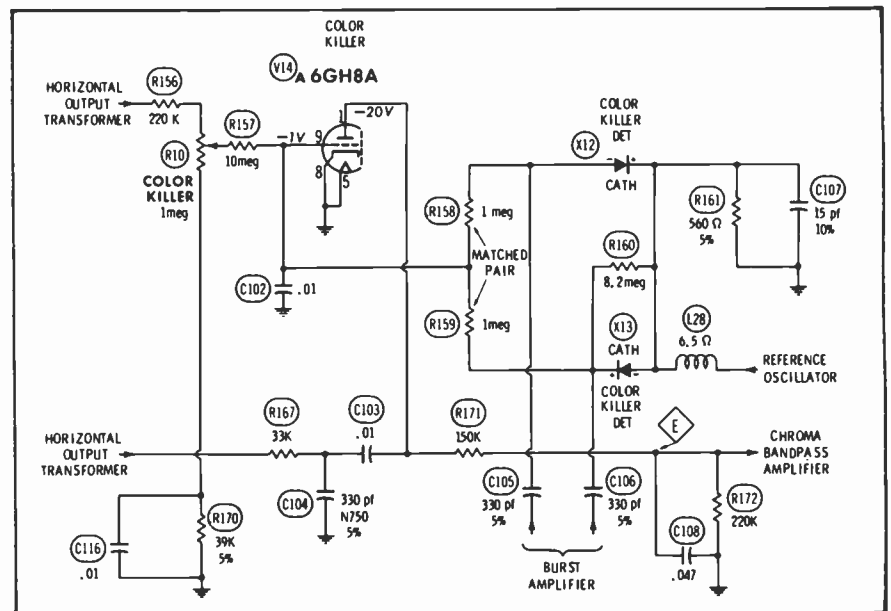 COLOR
KILLER
V14 A 6GH8A
HORIZONTAL
OUTPUT
TRANSFORMER
R156
220 K
R10
COLOR
KILLER
1meg
R157
10meg
-1V
-20V
1
9
8
5
COLOR
KILLER
DET
X12
CATH
R158
1 meg
MATCHED
PAIR
R159
1meg
R160
8.2meg
R161
560 Ω
5%
C107
15 pf
10%
C102
.01
X13
CATH
COLOR
KILLER
DET
L28
6.5 Ω
REFERENCE
OSCILLATOR
HORIZONTAL
OUTPUT
TRANSFORMER
R167
33K
C103
.01
R171
150K
E
CHROMA
BANDPASS
AMPLIFIER
C104
330 pf
N750
5%
C105
330 pf
5%
C106
330 pf
5%
R172
220K
C108
.047
C116
.01
R170
39K
5%
BURST
AMPLIFIER